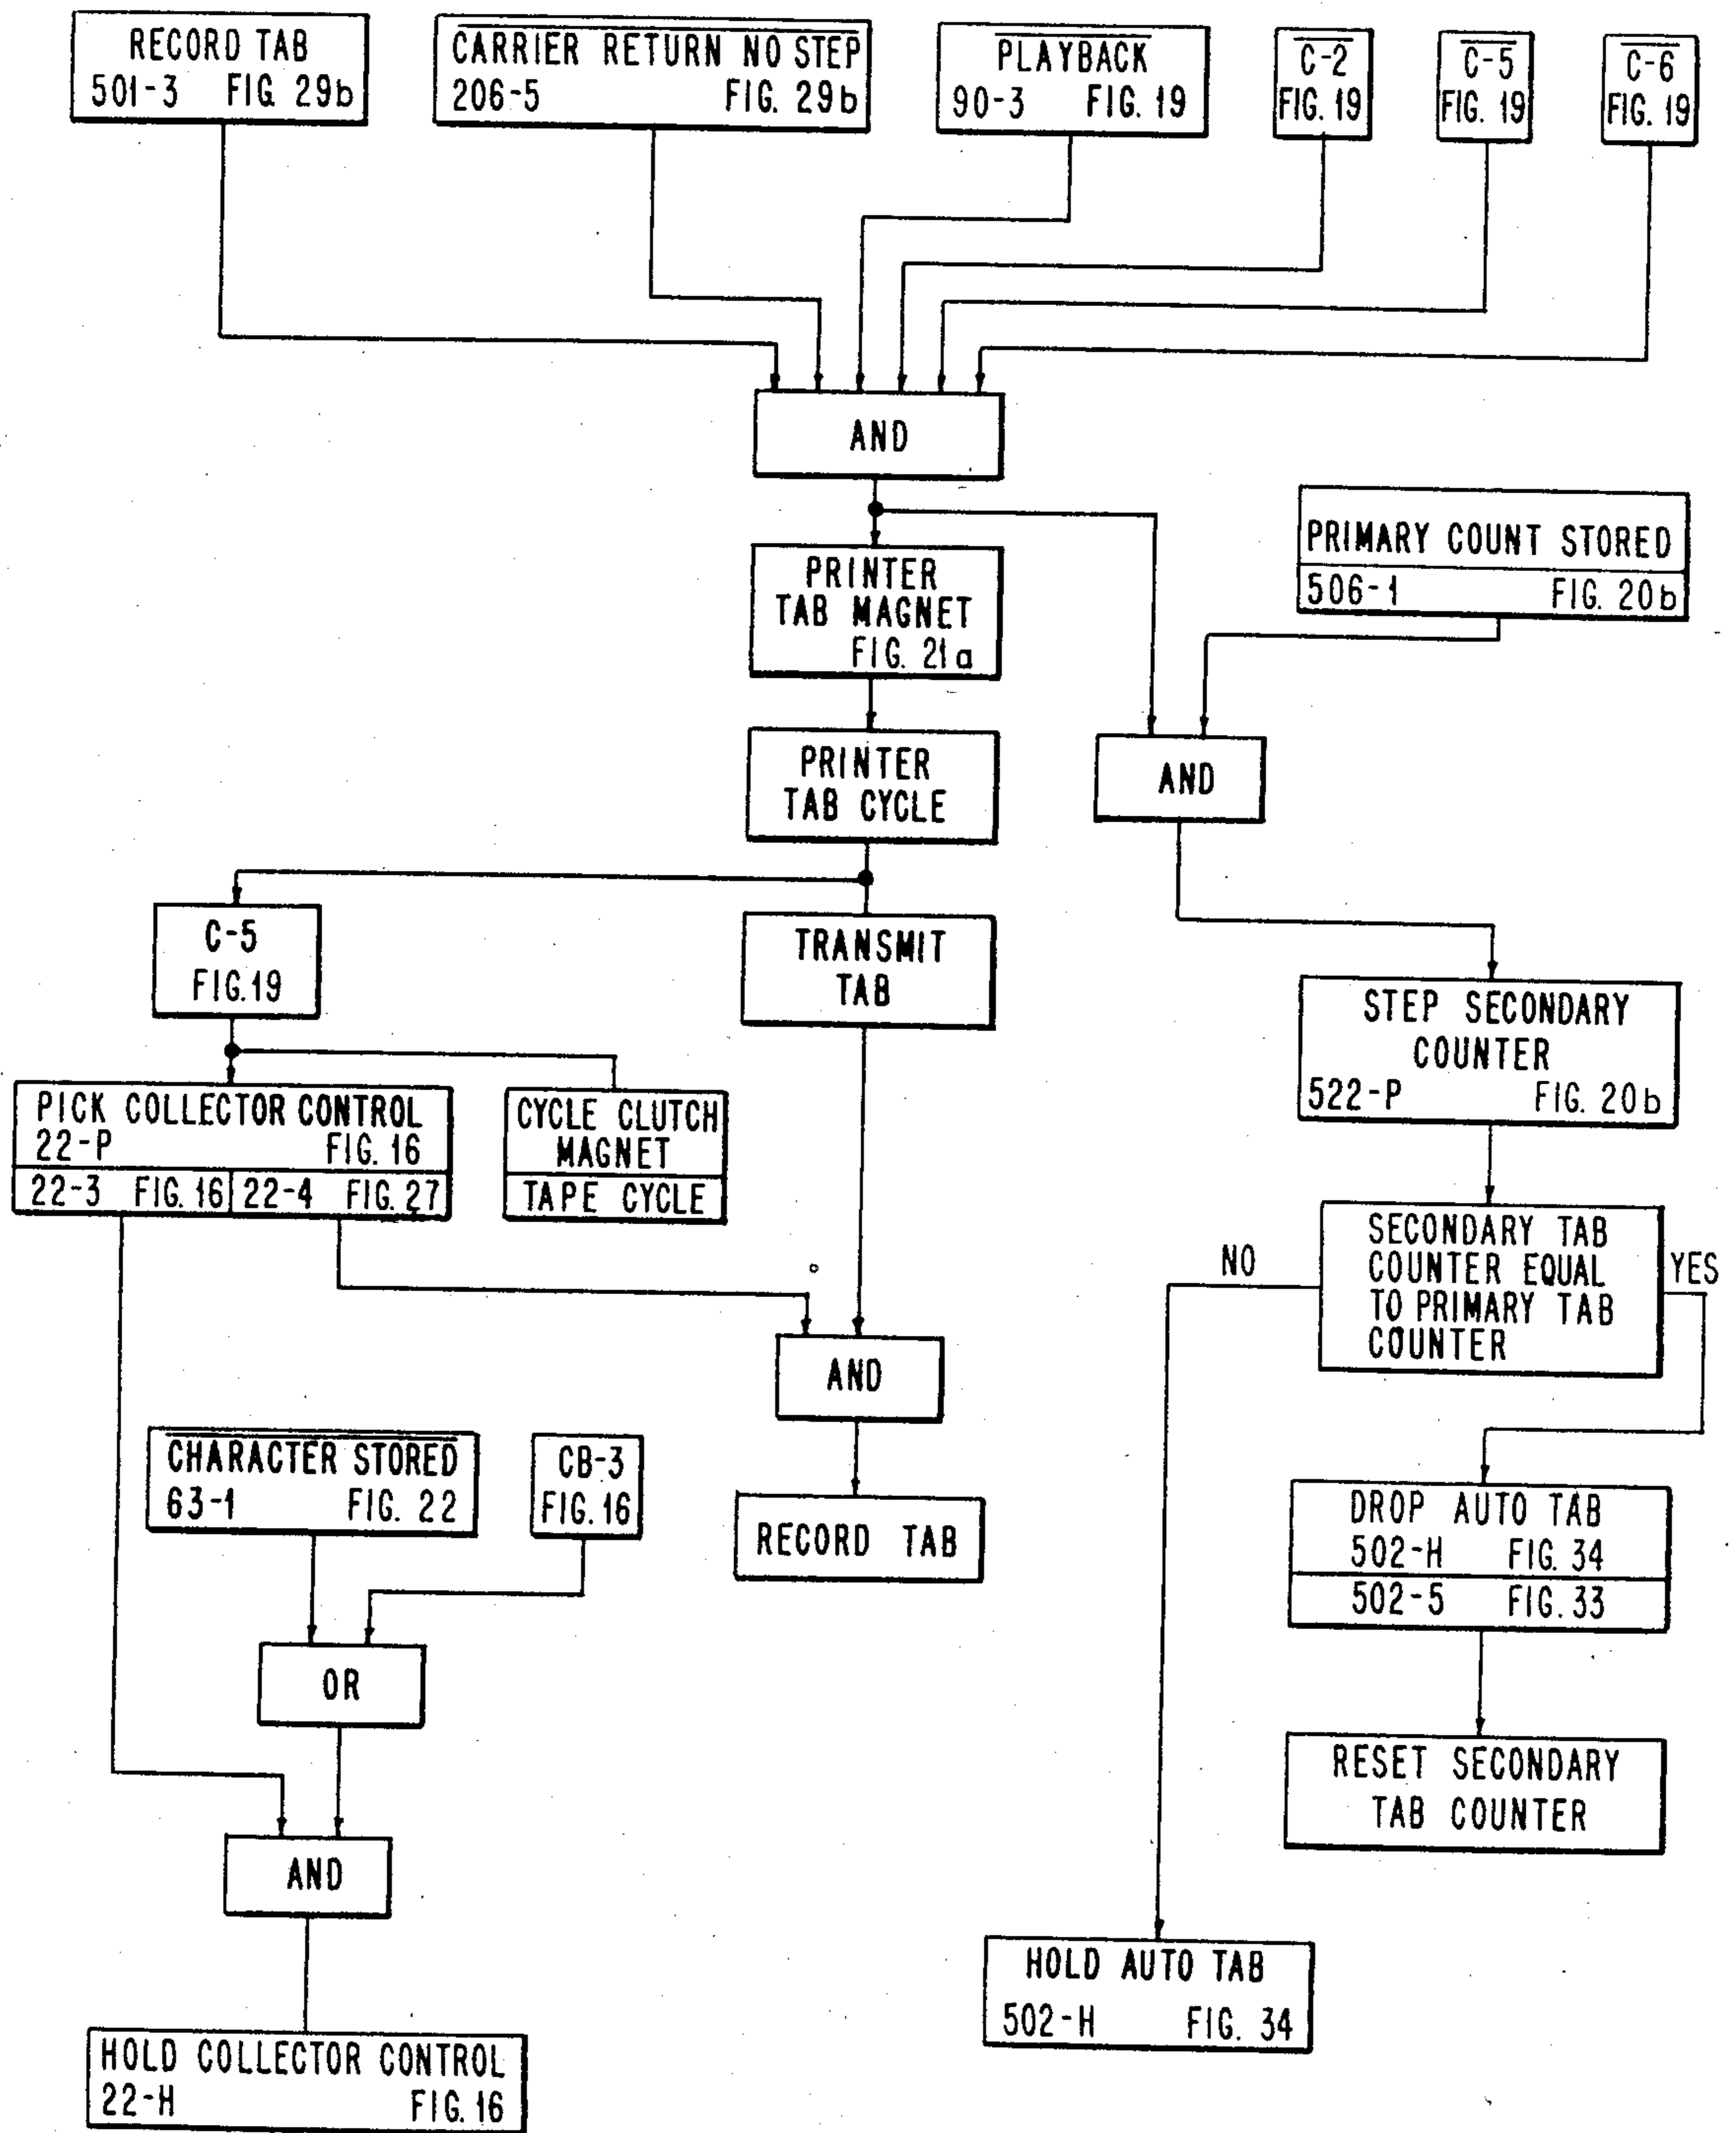 RECORD TAB
501-3 FIG. 29b
CARRIER RETURN NO STEP
206-5 FIG. 29b
PLAYBACK
90-3 FIG. 19
C-2
FIG. 19
C-5
FIG. 19
C-6
FIG. 19
AND
PRINTER
TAB MAGNET
FIG. 21a
PRIMARY COUNT STORED
506-1 FIG. 20b
PRINTER
TAB CYCLE
AND
C-5
FIG. 19
TRANSMIT
TAB
STEP SECONDARY
COUNTER
522-P FIG. 20b
PICK COLLECTOR CONTROL
22-P FIG. 16
22-3 FIG. 16 22-4 FIG. 27
CYCLE CLUTCH
MAGNET
TAPE CYCLE
NO
SECONDARY TAB
COUNTER EQUAL
TO PRIMARY TAB
COUNTER
YES
AND
CHARACTER STORED
63-1 FIG. 22
CB-3
FIG. 16
RECORD TAB
DROP AUTO TAB
502-H FIG. 34
502-5 FIG. 33
OR
RESET SECONDARY
TAB COUNTER
AND
HOLD AUTO TAB
502-H FIG. 34
HOLD COLLECTOR CONTROL
22-H FIG. 16